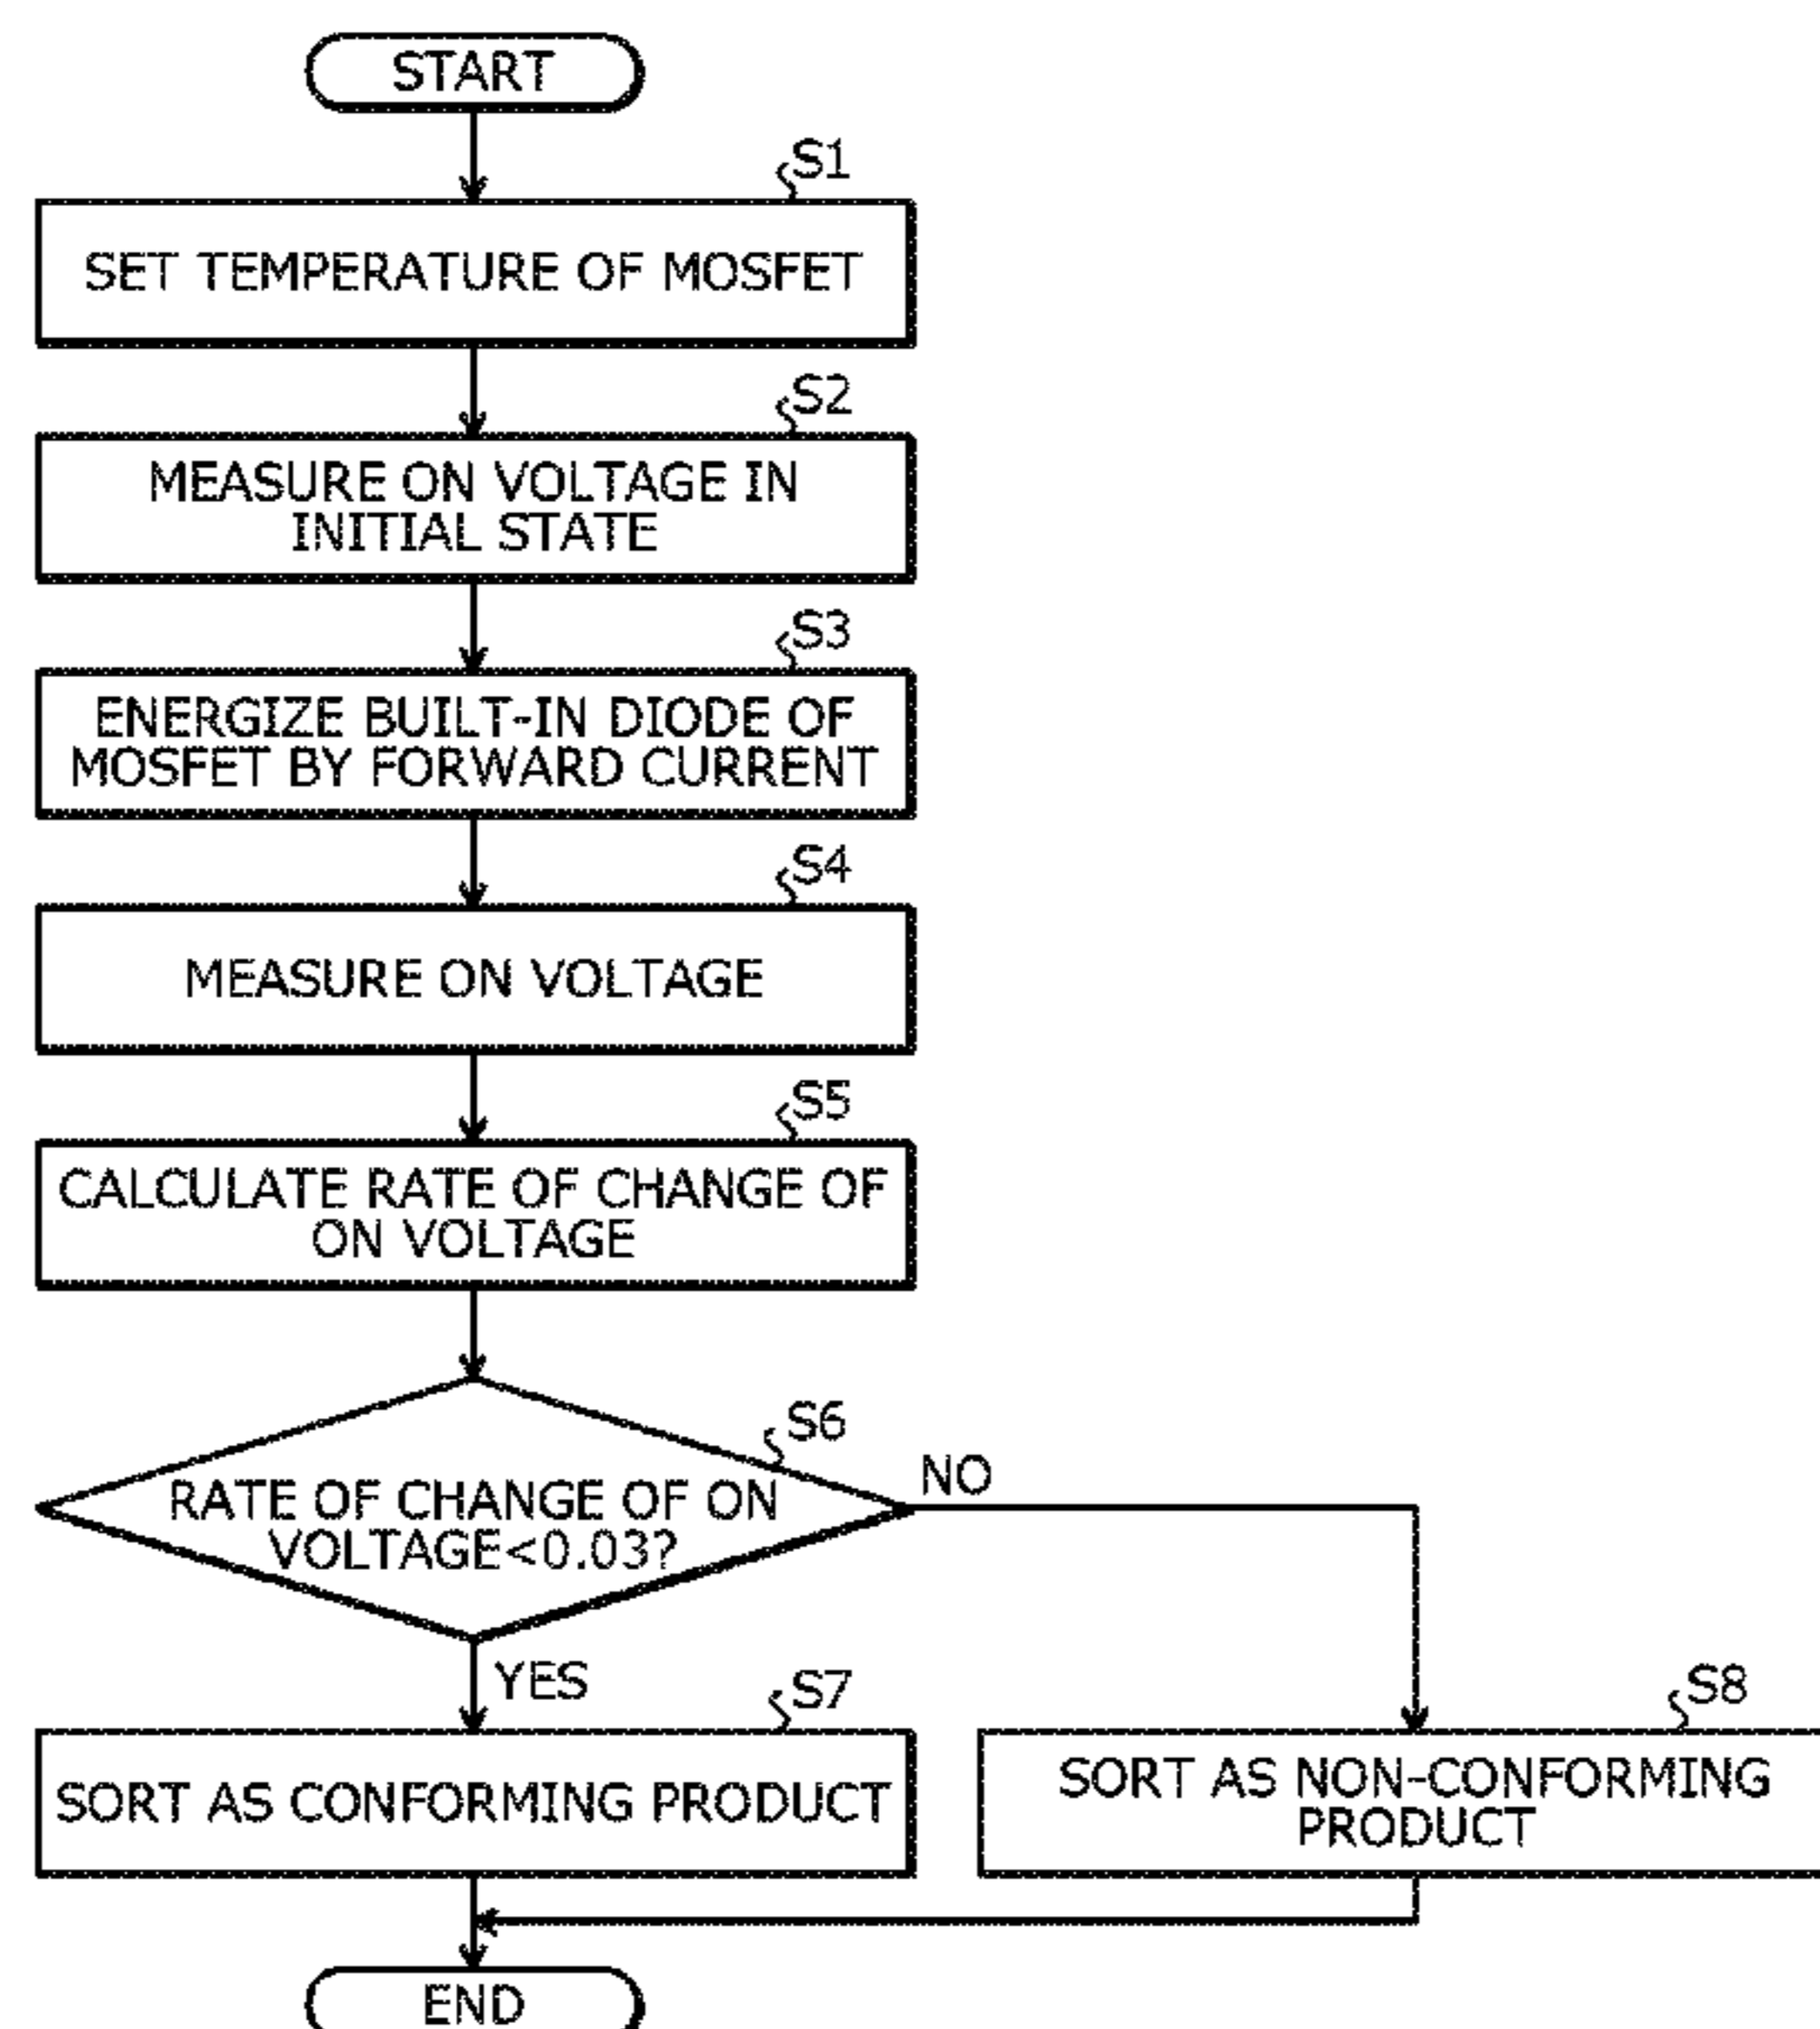 START
S1
SET TEMPERATURE OF MOSFET
S2
MEASURE ON VOLTAGE IN
INITIAL STATE
S3
ENERGIZE BUILT-IN DIODE OF
MOSFET BY FORWARD CURRENT
S4
MEASURE ON VOLTAGE
S5
CALCULATE RATE OF CHANGE OF
ON VOLTAGE
S6
RATE OF CHANGE OF ON
VOLTAGE<0.03?
NO
YES
S7
SORT AS CONFORMING PRODUCT
S8
SORT AS NON-CONFORMING
PRODUCT
END